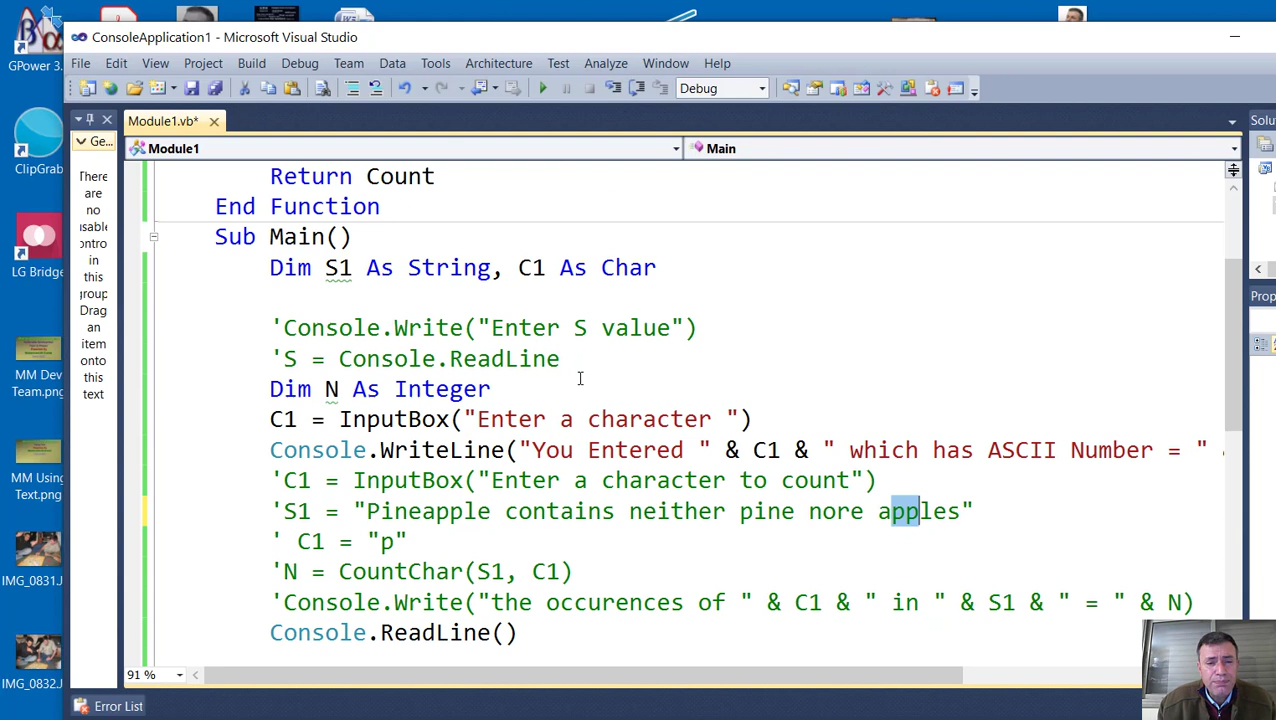 GPower 3.
ClipGrab
LG Bridge
MM Dev
Team.png
MM Using
Text.png
IMG_0831.J
IMG_0832.J
ConsoleApplication1 - Microsoft Visual Studio
File Edit View Project Build Debug Team Data Tools Architecture Test Analyze Window Help
Debug
Ge...
There
are
no
usable
ontro
in
this
group
Drag
an
item
onto
this
text
Module1.vb*
Module1
Main
Return Count
End Function
Sub Main()
Dim S1 As String, C1 As Char
'Console.Write("Enter S value")
'S = Console.ReadLine
Dim N As Integer
C1 = InputBox("Enter a character ")
Console.WriteLine("You Entered " & C1 & " which has ASCII Number = " &
'C1 = InputBox("Enter a character to count")
'S1 = "Pineapple contains neither pine nore apples"
' C1 = "p"
'N = CountChar(S1, C1)
'Console.Write("the occurences of " & C1 & " in " & S1 & " = " & N)
Console.ReadLine()
91 %
Error List
Solu
Prop